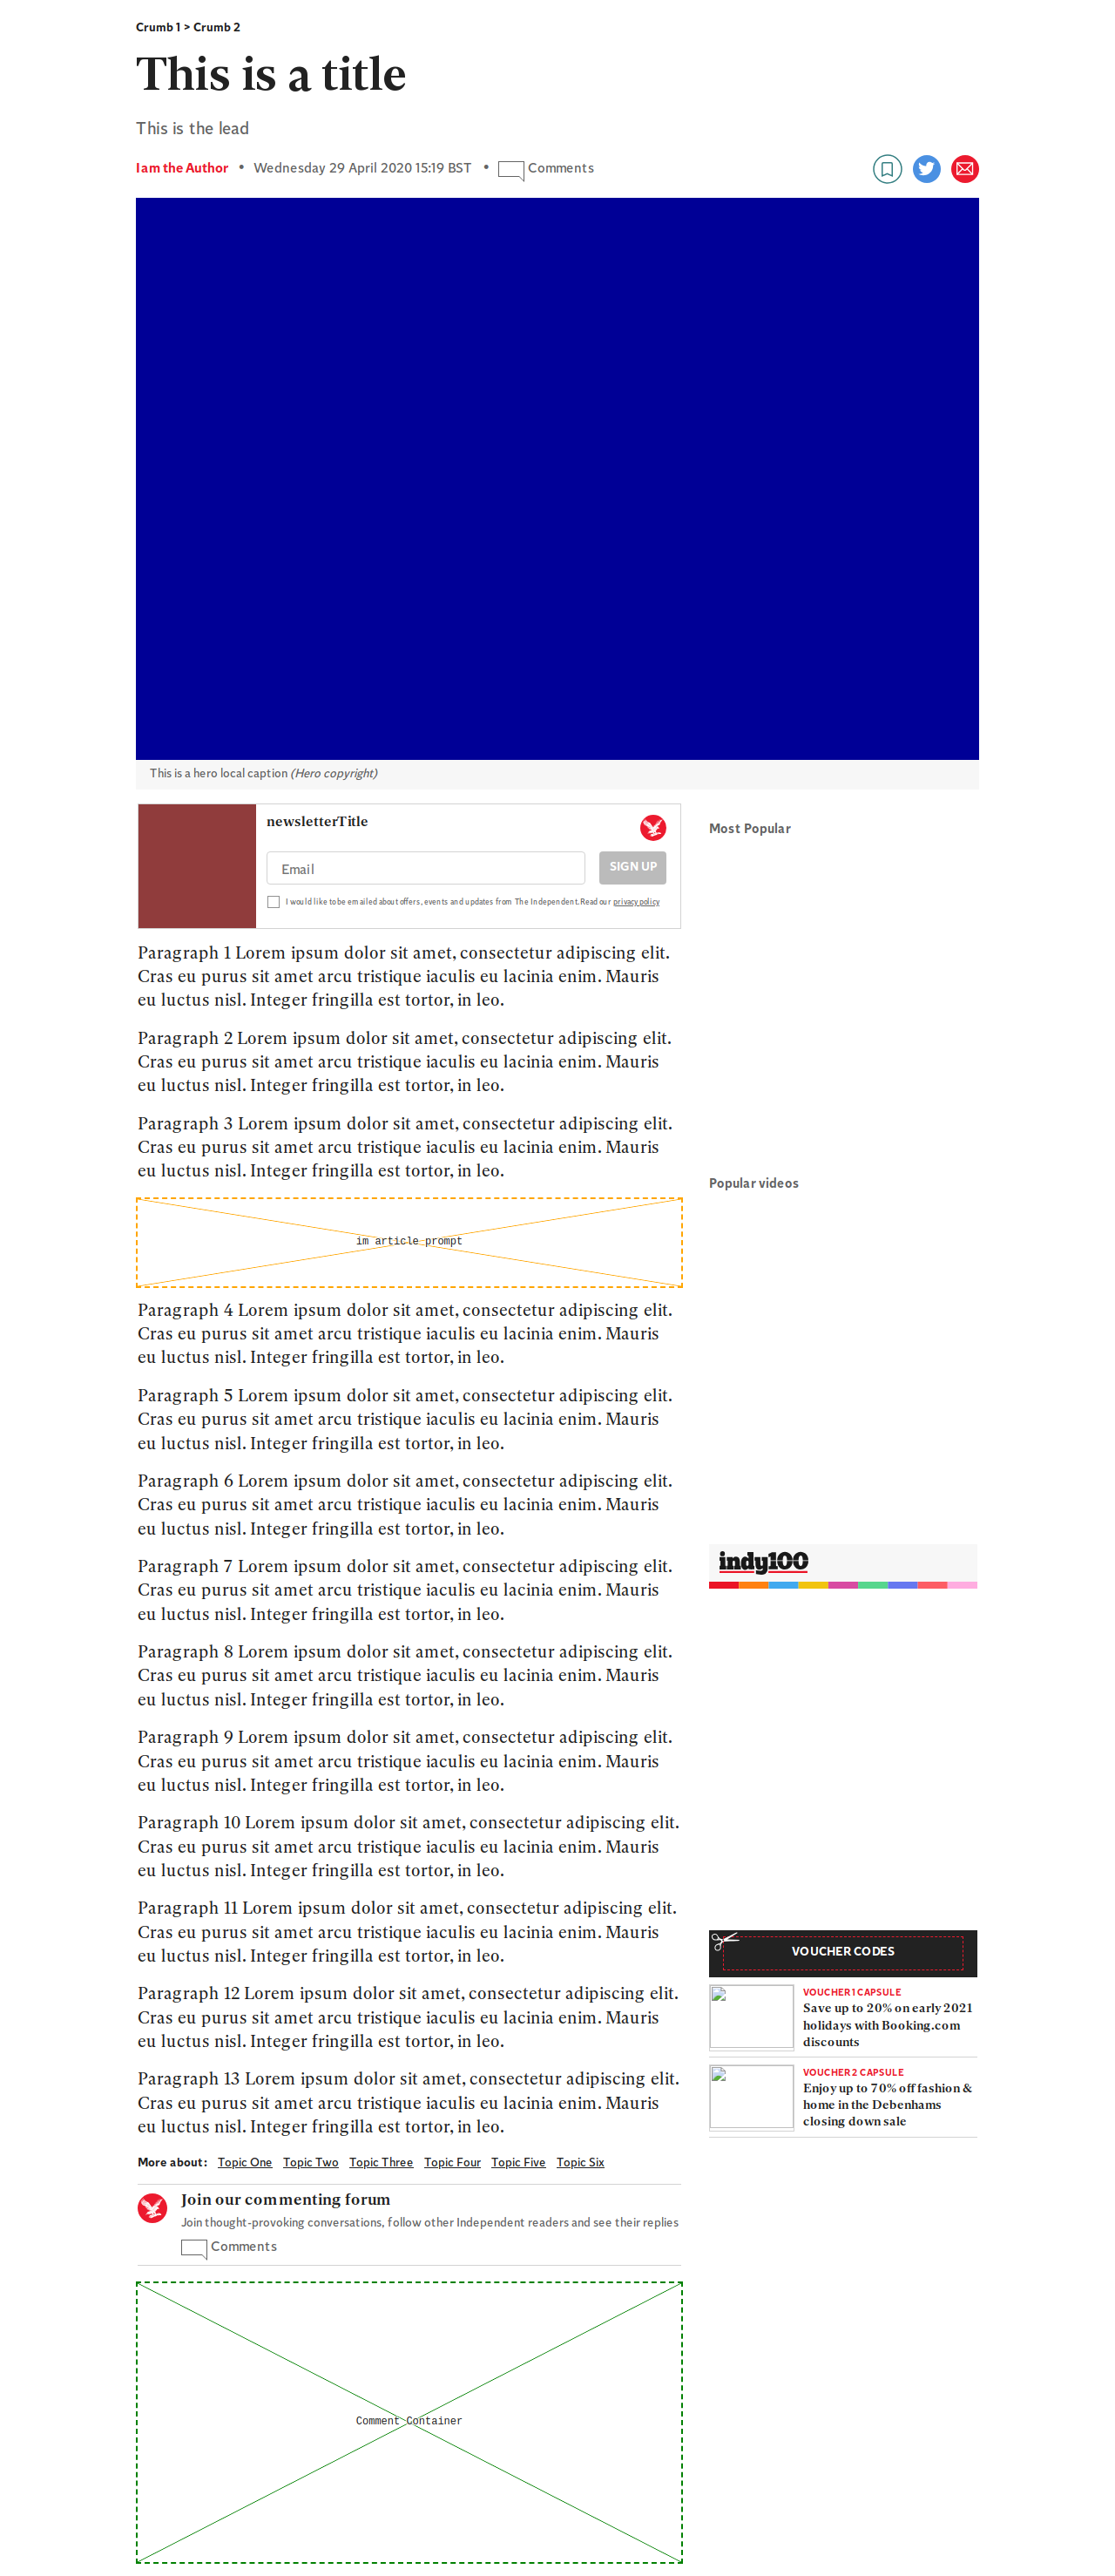 Crumb 1 > Crumb 2
This is a title
This is the lead
I am the Author • Wednesday 29 April 2020 15:19 BST • Comments
This is a hero local caption (Hero copyright)
newsletterTitle
Email
SIGN UP
I would like to be emailed about offers, events and updates from The Independent. Read our privacy policy
Paragraph 1 Lorem ipsum dolor sit amet, consectetur adipiscing elit.
Cras eu purus sit amet arcu tristique iaculis eu lacinia enim. Mauris
eu luctus nisl. Integer fringilla est tortor, in leo.
Paragraph 2 Lorem ipsum dolor sit amet, consectetur adipiscing elit.
Cras eu purus sit amet arcu tristique iaculis eu lacinia enim. Mauris
eu luctus nisl. Integer fringilla est tortor, in leo.
Paragraph 3 Lorem ipsum dolor sit amet, consectetur adipiscing elit.
Cras eu purus sit amet arcu tristique iaculis eu lacinia enim. Mauris
eu luctus nisl. Integer fringilla est tortor, in leo.
im article prompt
Paragraph 4 Lorem ipsum dolor sit amet, consectetur adipiscing elit.
Cras eu purus sit amet arcu tristique iaculis eu lacinia enim. Mauris
eu luctus nisl. Integer fringilla est tortor, in leo.
Paragraph 5 Lorem ipsum dolor sit amet, consectetur adipiscing elit.
Cras eu purus sit amet arcu tristique iaculis eu lacinia enim. Mauris
eu luctus nisl. Integer fringilla est tortor, in leo.
Paragraph 6 Lorem ipsum dolor sit amet, consectetur adipiscing elit.
Cras eu purus sit amet arcu tristique iaculis eu lacinia enim. Mauris
eu luctus nisl. Integer fringilla est tortor, in leo.
Paragraph 7 Lorem ipsum dolor sit amet, consectetur adipiscing elit.
Cras eu purus sit amet arcu tristique iaculis eu lacinia enim. Mauris
eu luctus nisl. Integer fringilla est tortor, in leo.
Paragraph 8 Lorem ipsum dolor sit amet, consectetur adipiscing elit.
Cras eu purus sit amet arcu tristique iaculis eu lacinia enim. Mauris
eu luctus nisl. Integer fringilla est tortor, in leo.
Paragraph 9 Lorem ipsum dolor sit amet, consectetur adipiscing elit.
Cras eu purus sit amet arcu tristique iaculis eu lacinia enim. Mauris
eu luctus nisl. Integer fringilla est tortor, in leo.
Paragraph 10 Lorem ipsum dolor sit amet, consectetur adipiscing elit.
Cras eu purus sit amet arcu tristique iaculis eu lacinia enim. Mauris
eu luctus nisl. Integer fringilla est tortor, in leo.
Paragraph 11 Lorem ipsum dolor sit amet, consectetur adipiscing elit.
Cras eu purus sit amet arcu tristique iaculis eu lacinia enim. Mauris
eu luctus nisl. Integer fringilla est tortor, in leo.
Paragraph 12 Lorem ipsum dolor sit amet, consectetur adipiscing elit.
Cras eu purus sit amet arcu tristique iaculis eu lacinia enim. Mauris
eu luctus nisl. Integer fringilla est tortor, in leo.
Paragraph 13 Lorem ipsum dolor sit amet, consectetur adipiscing elit.
Cras eu purus sit amet arcu tristique iaculis eu lacinia enim. Mauris
eu luctus nisl. Integer fringilla est tortor, in leo.
More about: Topic One Topic Two Topic Three Topic Four Topic Five Topic Six
Join our commenting forum
Join thought-provoking conversations, follow other Independent readers and see their replies
Comments
Comment Container
Most Popular
Popular videos
indy100
VOUCHER CODES
VOUCHER 1 CAPSULE
Save up to 20% on early 2021
holidays with Booking.com
discounts
VOUCHER 2 CAPSULE
Enjoy up to 70% off fashion &
home in the Debenhams
closing down sale